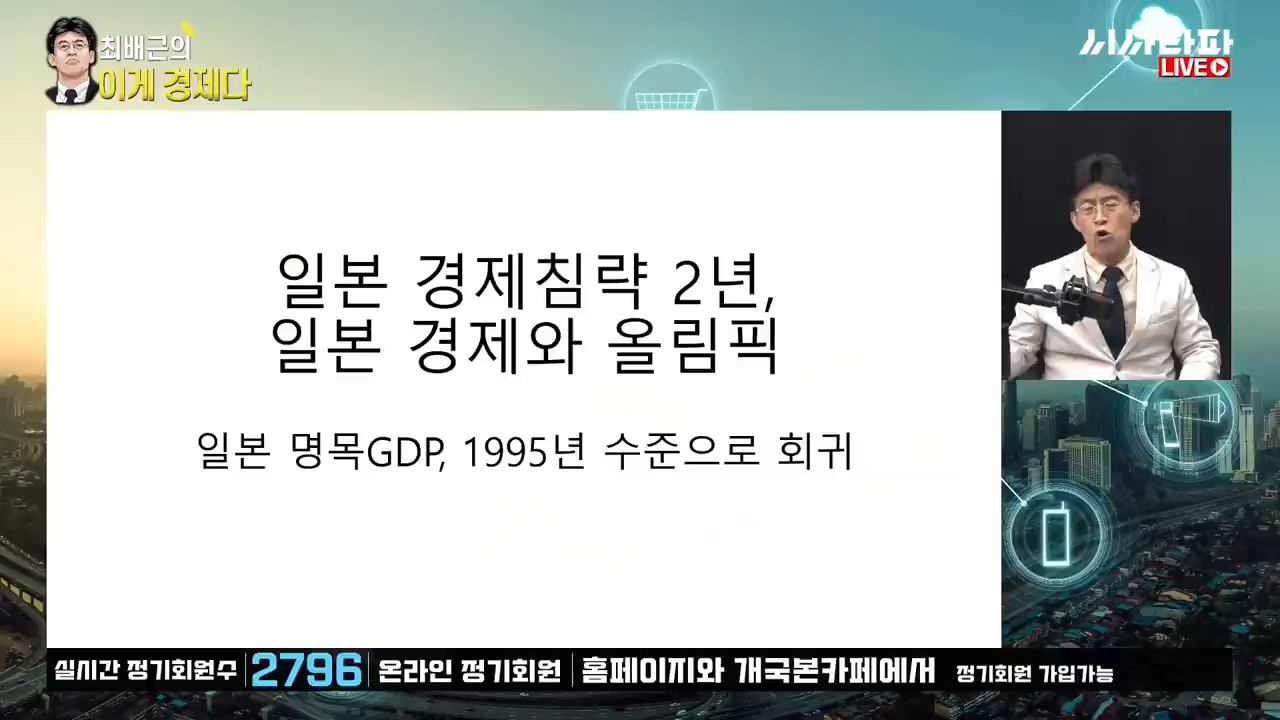 최배근의
이게 경제다
시사타파
LIVE
일본 경제침략 2년,
일본 경제와 올림픽
일본 명목GDP, 1995년 수준으로 회귀
실시간 정기회원수 2796 온라인 정기회원 홈페이지와 개국본카페에서 정기회원 가입가능